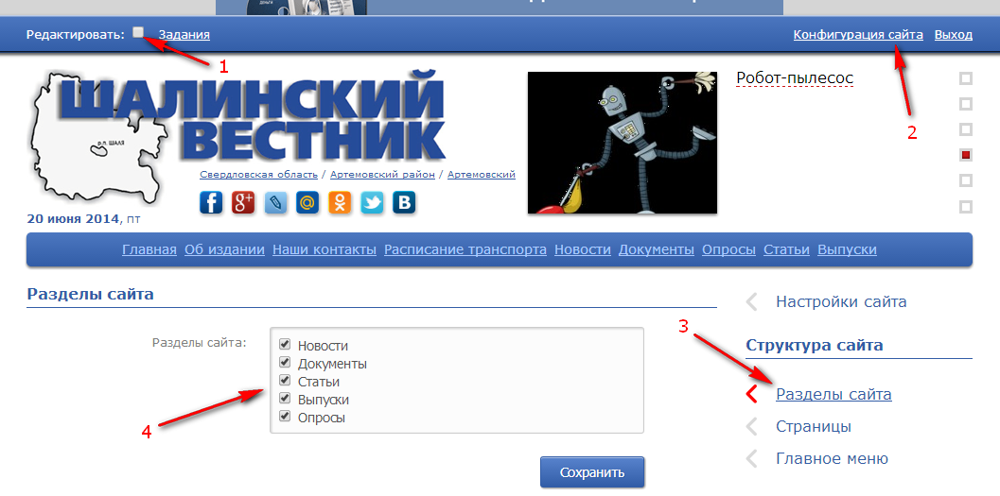 Редактировать: Задания Конфигурация сайта Выход
1
2
ШАЛИНСКИЙ
ВЕСТНИК
р.п. ШАЛЯ
Свердловская область / Артемовский район / Артемовский
20 июня 2014, пт
Робот-пылесос
Главная Об издании Наши контакты Расписание транспорта Новости Документы Опросы Статьи Выпуски
Разделы сайта
Разделы сайта:
Новости
Документы
Статьи
Выпуски
Опросы
4
Сохранить
Настройки сайта
3
Структура сайта
Разделы сайта
Страницы
Главное меню